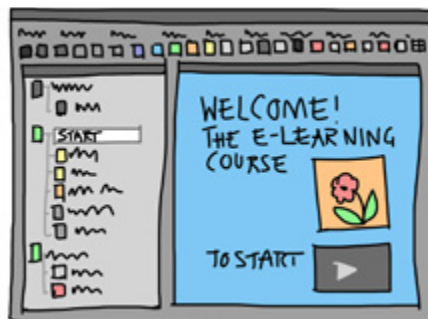 START
WELCOME!
THE E-LEARNING
COURSE
TO START